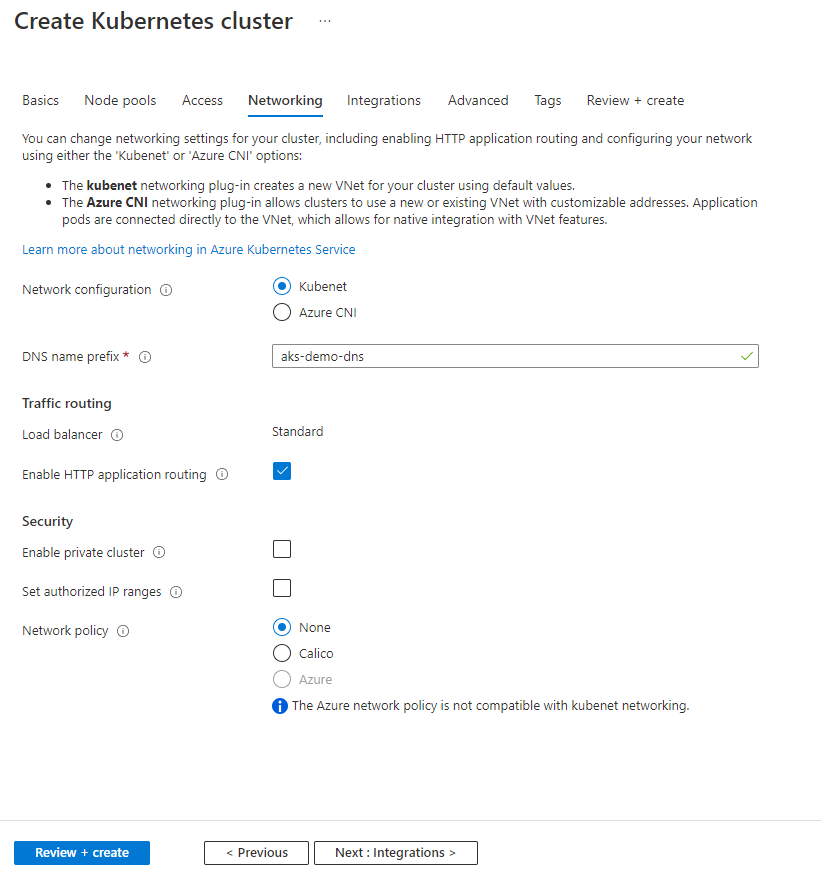 Create Kubernetes cluster ...
Basics Node pools Access Networking Integrations Advanced Tags Review + create
You can change networking settings for your cluster, including enabling HTTP application routing and configuring your network
using either the 'Kubenet' or 'Azure CNI' options:
• The kubenet networking plug-in creates a new VNet for your cluster using default values.
• The Azure CNI networking plug-in allows clusters to use a new or existing VNet with customizable addresses. Application
pods are connected directly to the VNet, which allows for native integration with VNet features.
Learn more about networking in Azure Kubernetes Service
Network configuration
Kubenet
Azure CNI
DNS name prefix *
aks-demo-dns
Traffic routing
Load balancer
Standard
Enable HTTP application routing
Security
Enable private cluster
Set authorized IP ranges
Network policy
None
Calico
Azure
The Azure network policy is not compatible with kubenet networking.
Review + create
< Previous
Next : Integrations >